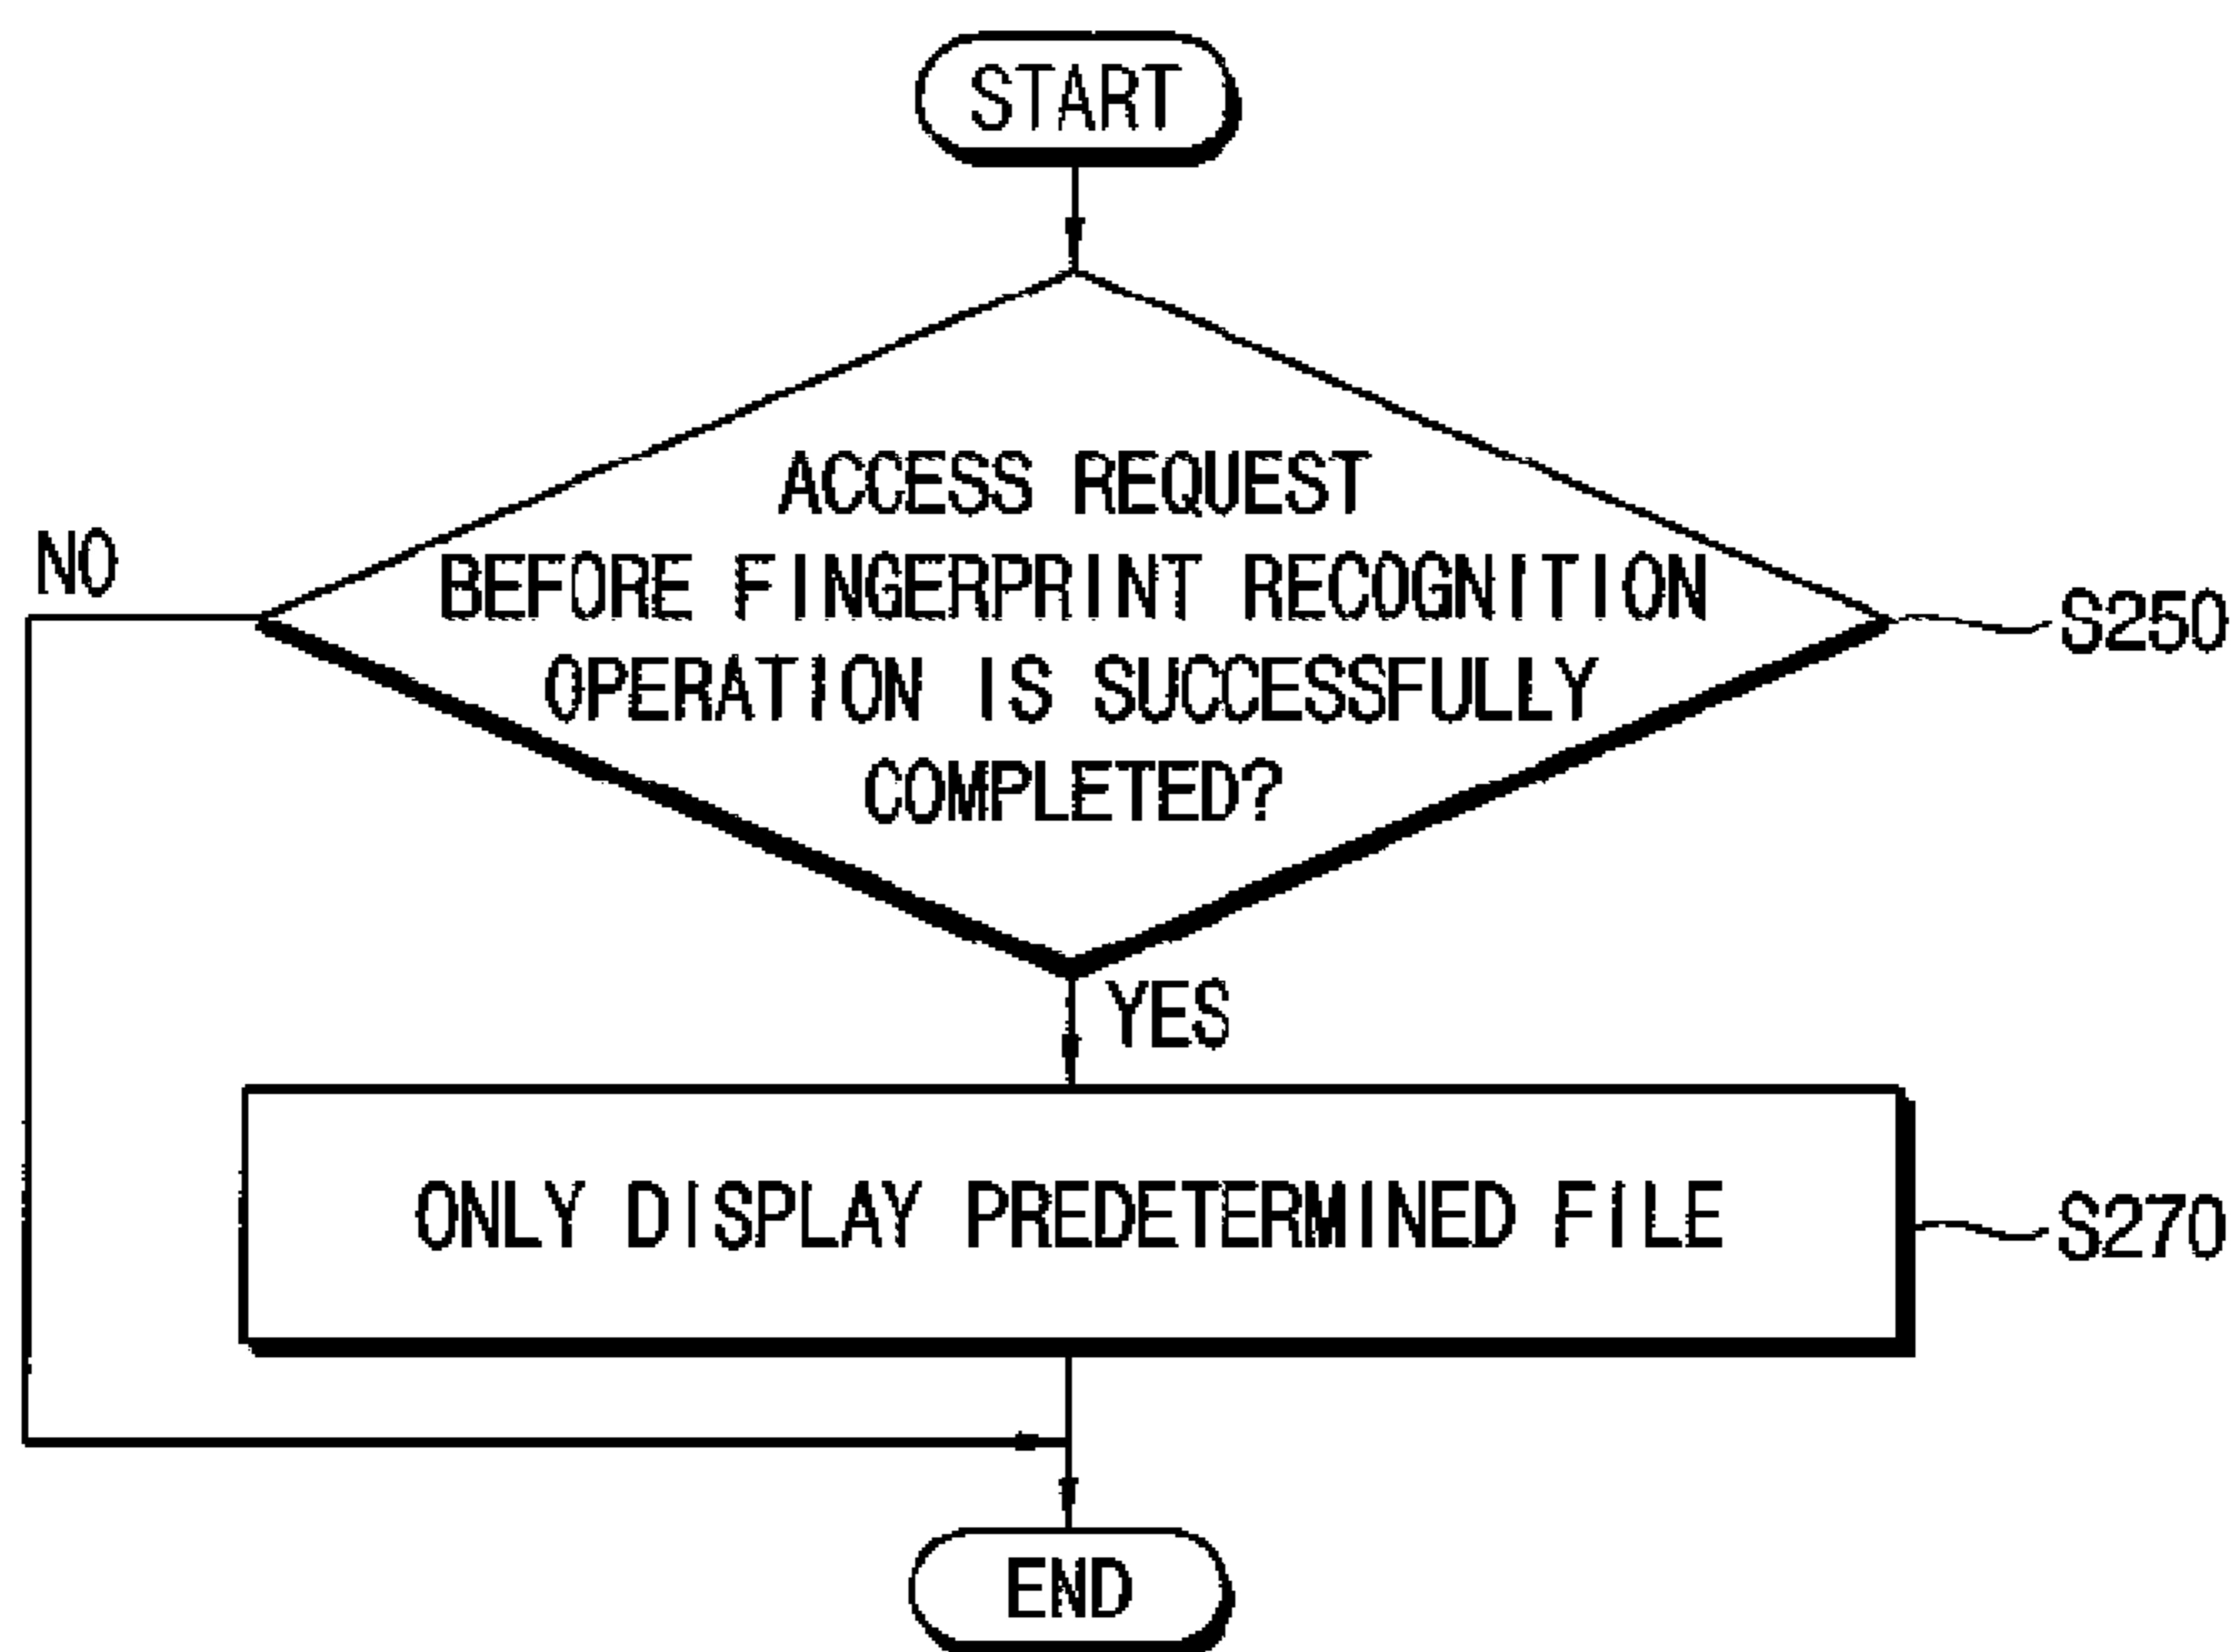 START
ACCESS REQUEST
BEFORE FINGERPRINT RECOGNITION
OPERATION IS SUCCESSFULLY
COMPLETED?
NO
S250
YES
ONLY DISPLAY PREDETERMINED FILE
S270
END